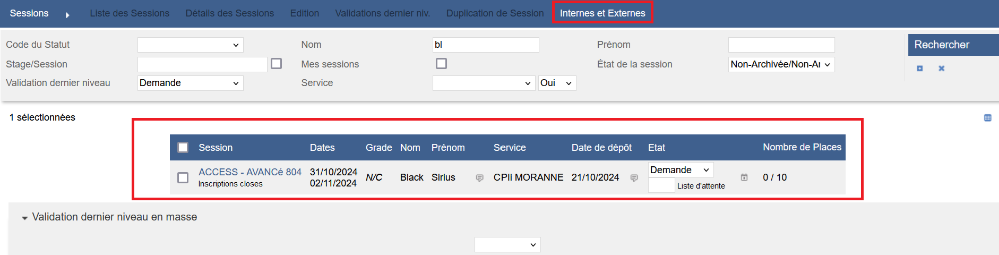 Sessions Liste des Sessions Détails des Sessions Edition Validations dernier niv. Duplication de Session Internes et Externes
Code du Statut Nom bl Prénom Rechercher
Stage/Session Mes sessions État de la session Non-Archivée/Non-Ar
Validation dernier niveau Demande Service Oui
1 sélectionnées
Session Dates Grade Nom Prénom Service Date de dépôt Etat Nombre de Places
ACCESS - AVANCé 804 31/10/2024 N/C Black Sirius CPIi MORANNE 21/10/2024 Demande 0 / 10
Inscriptions closes 02/11/2024 Liste d'attente
Validation dernier niveau en masse